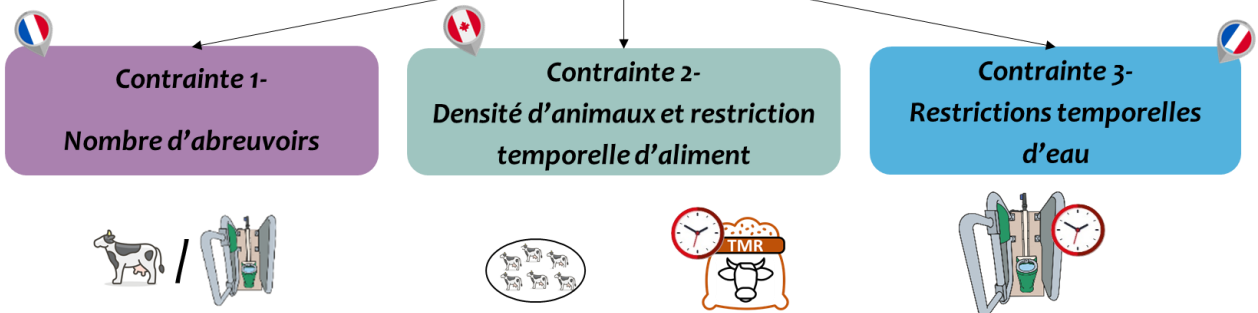 Contrainte 1-
Nombre d’abreuvoirs
Contrainte 2-
Densité d’animaux et restriction
temporelle d’aliment
Contrainte 3-
Restrictions temporelles
d’eau
/
TMR